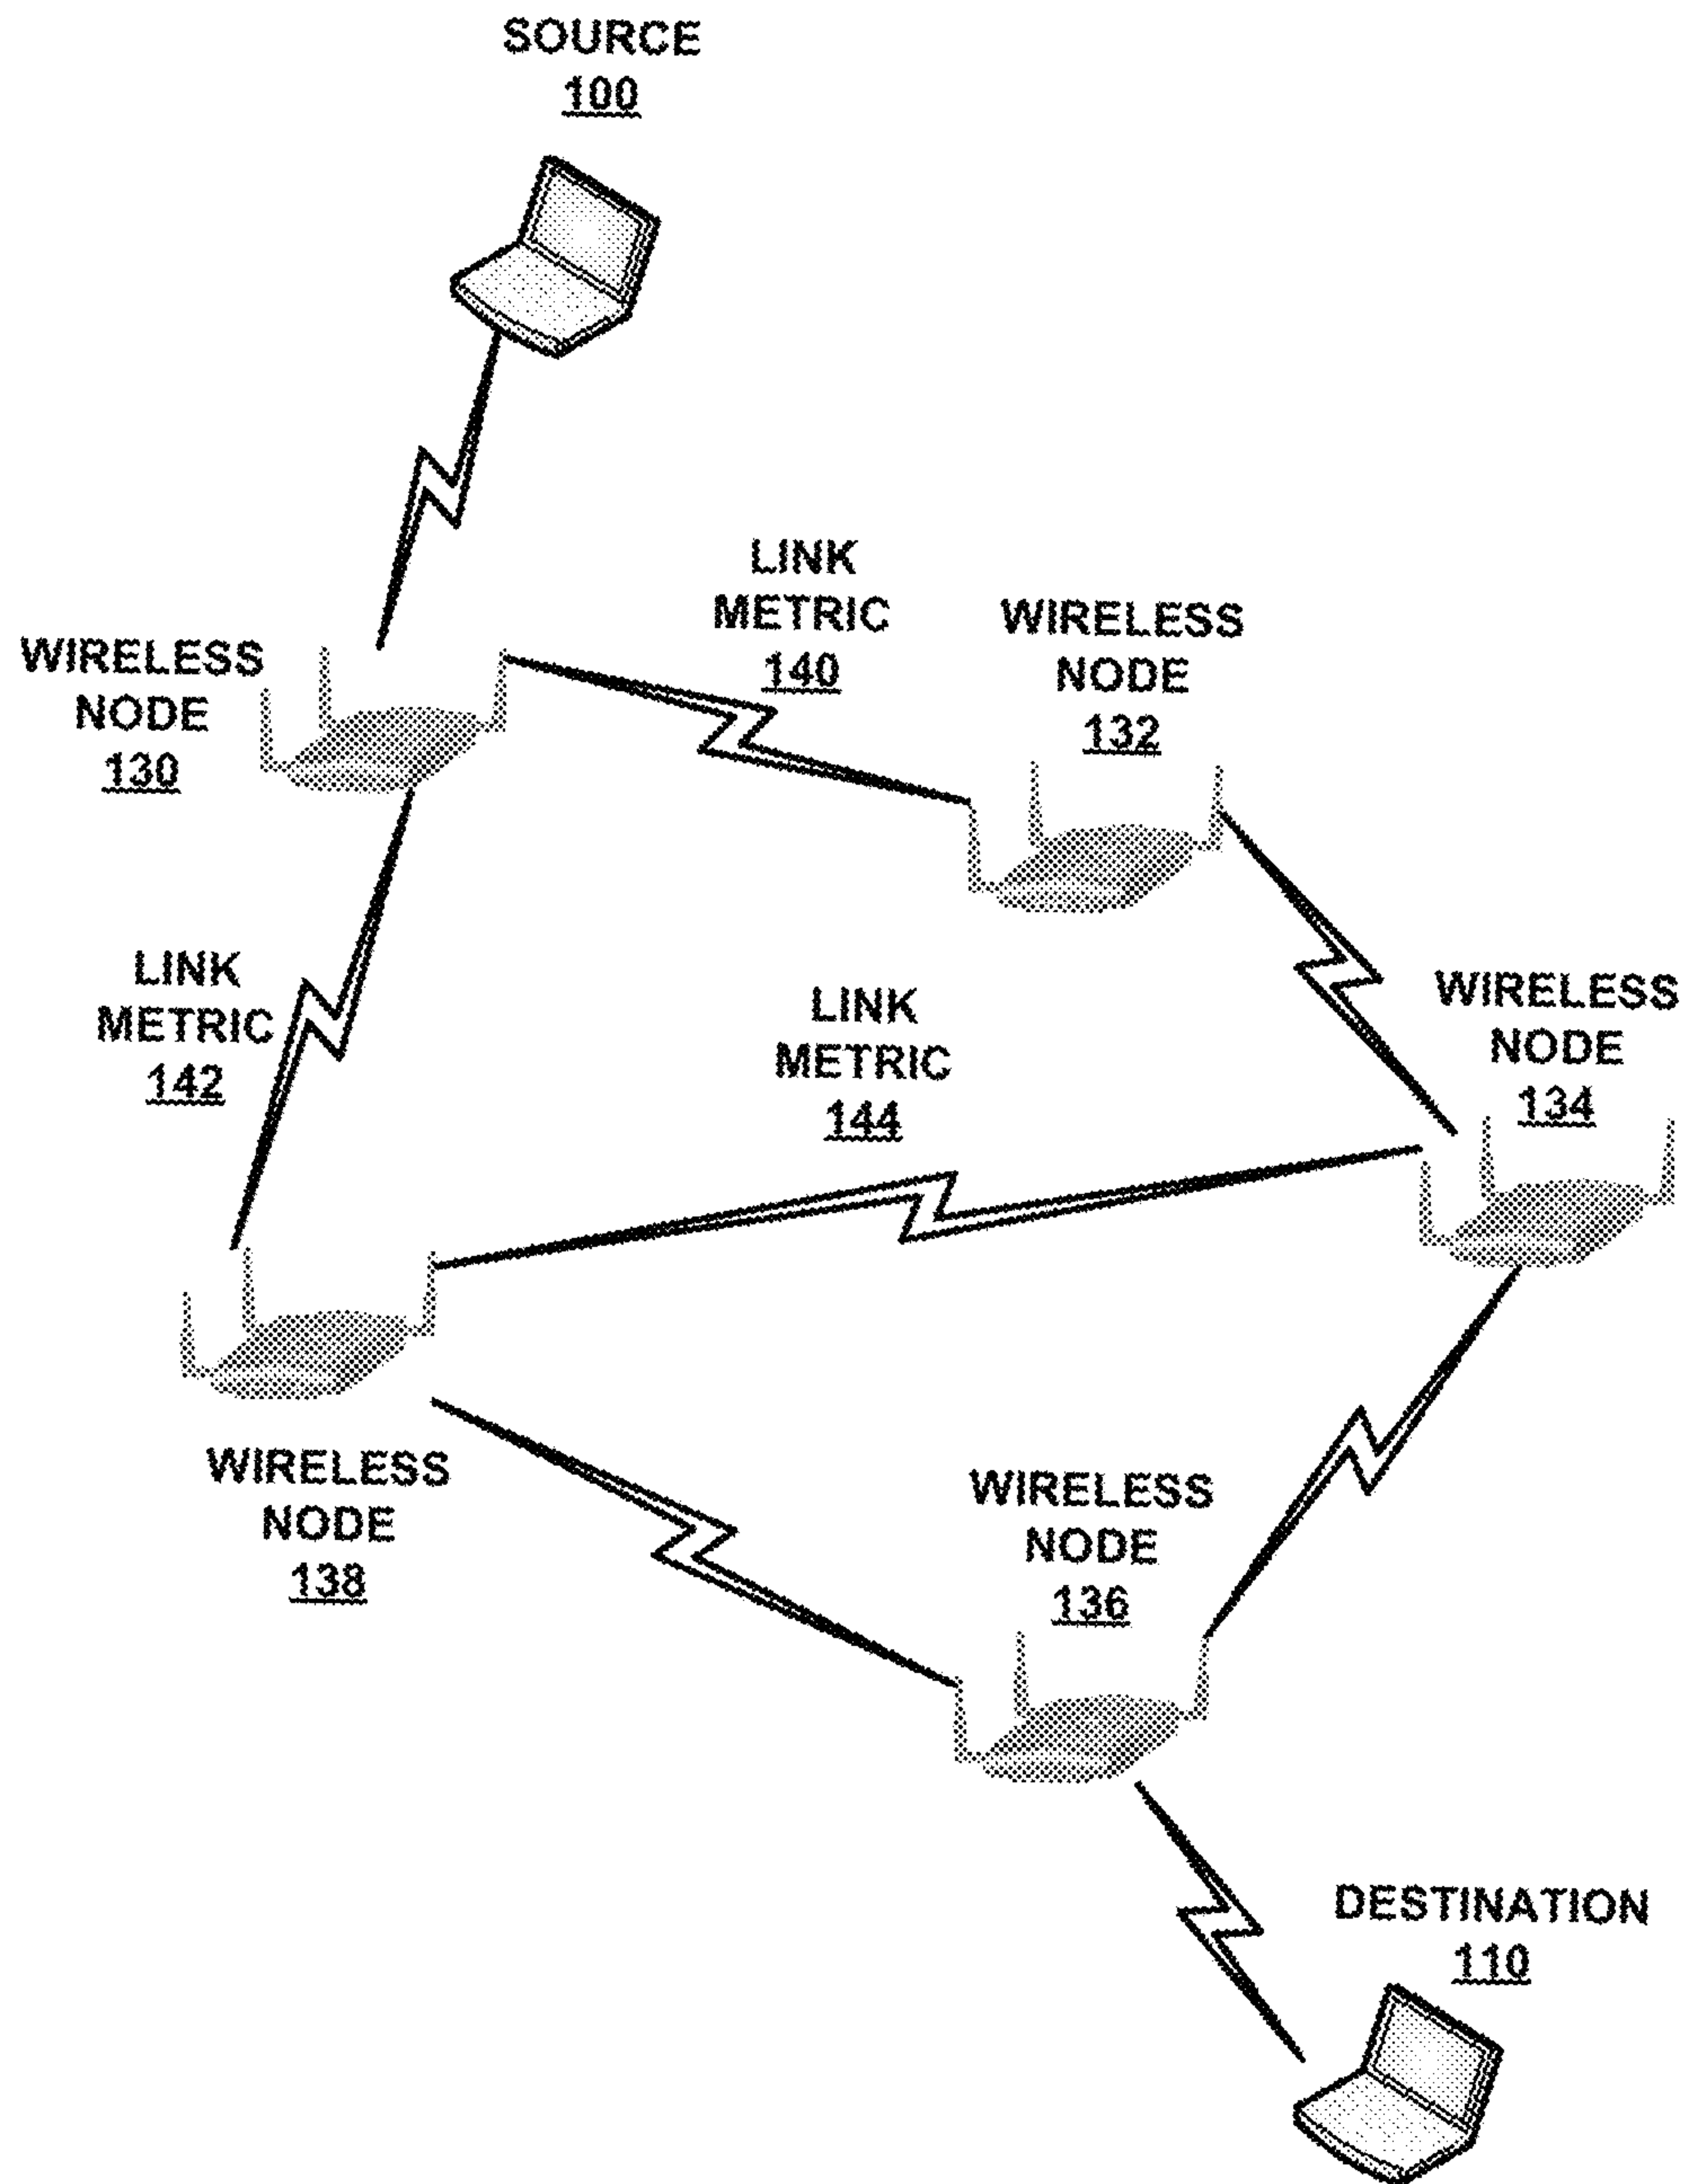 SOURCE
100
LINK
METRIC
140
WIRELESS
NODE
132
WIRELESS
NODE
130
LINK
METRIC
142
LINK
METRIC
144
WIRELESS
NODE
134
WIRELESS
NODE
138
WIRELESS
NODE
136
DESTINATION
110